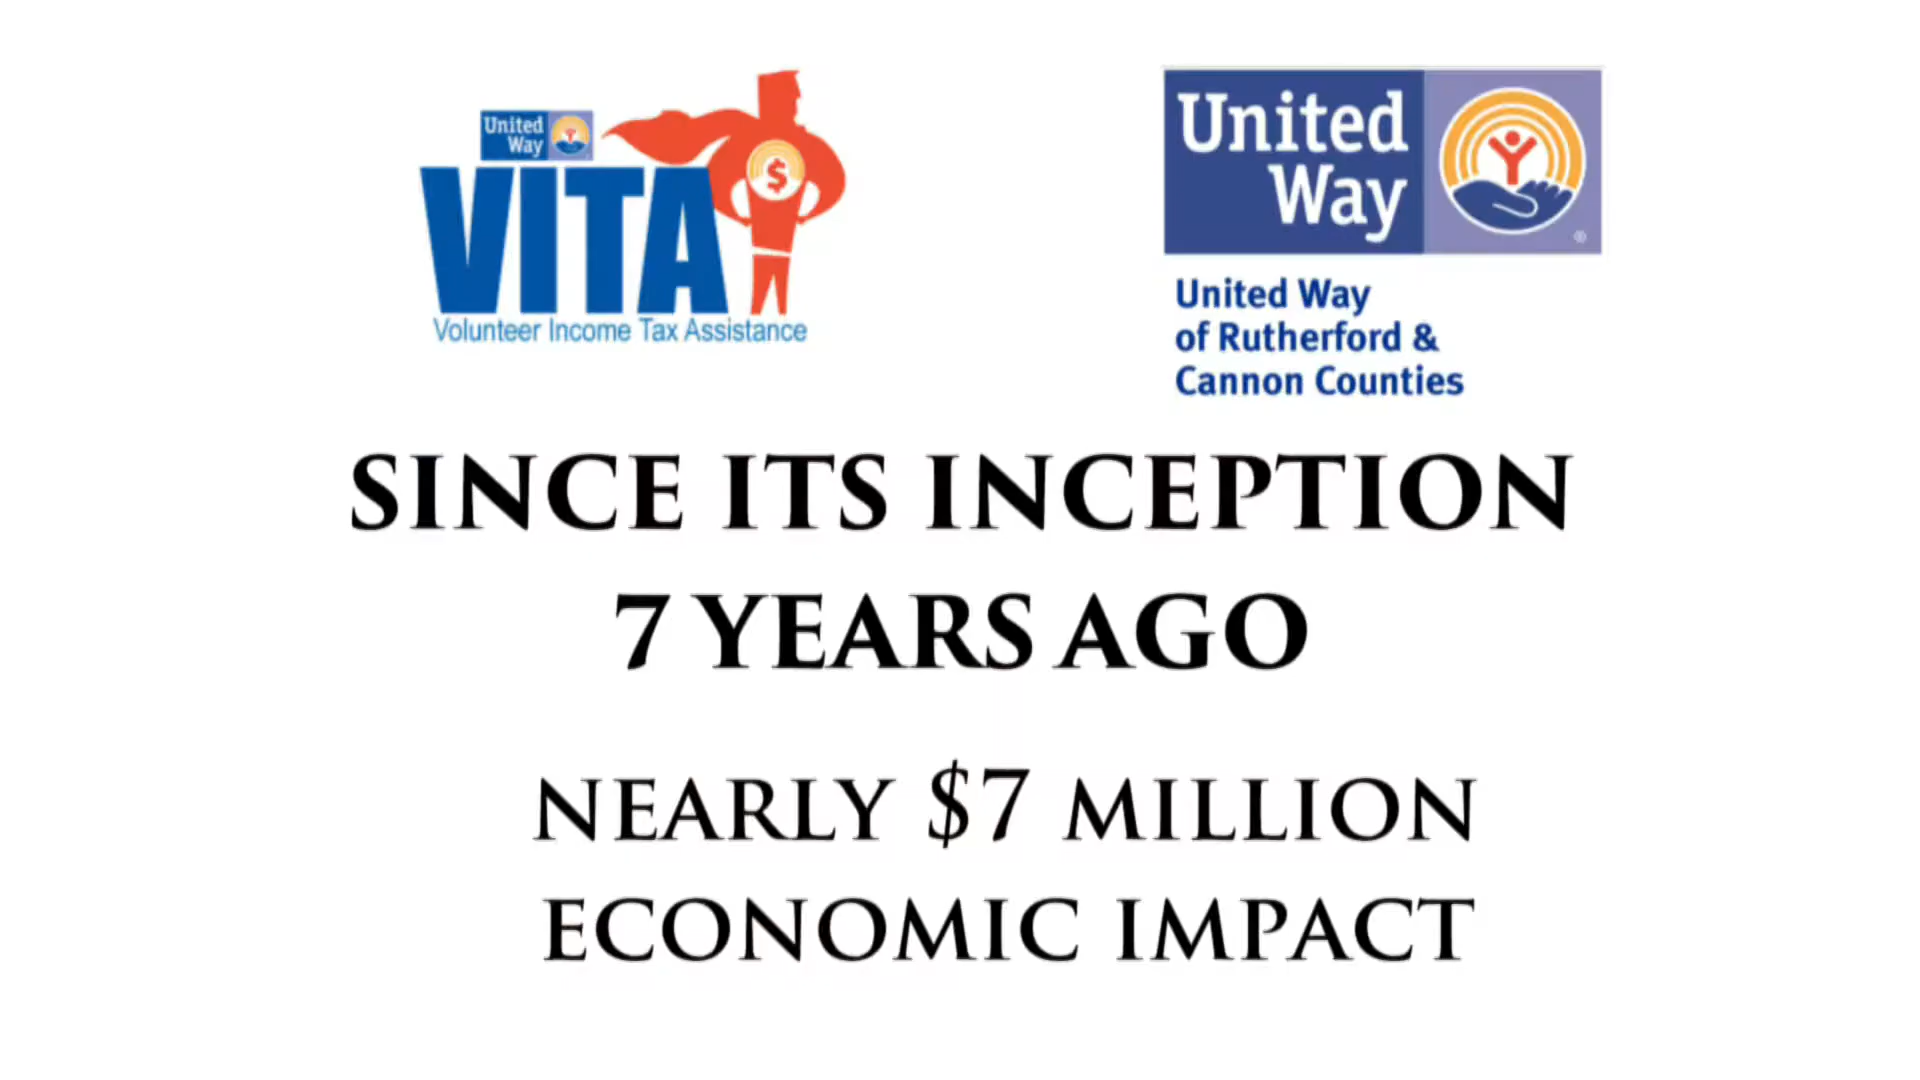 United
Way
VITA
$
Volunteer Income Tax Assistance
United
Way
®
United Way
of Rutherford &
Cannon Counties
SINCE ITS INCEPTION
7 YEARS AGO
NEARLY $7 MILLION
ECONOMIC IMPACT